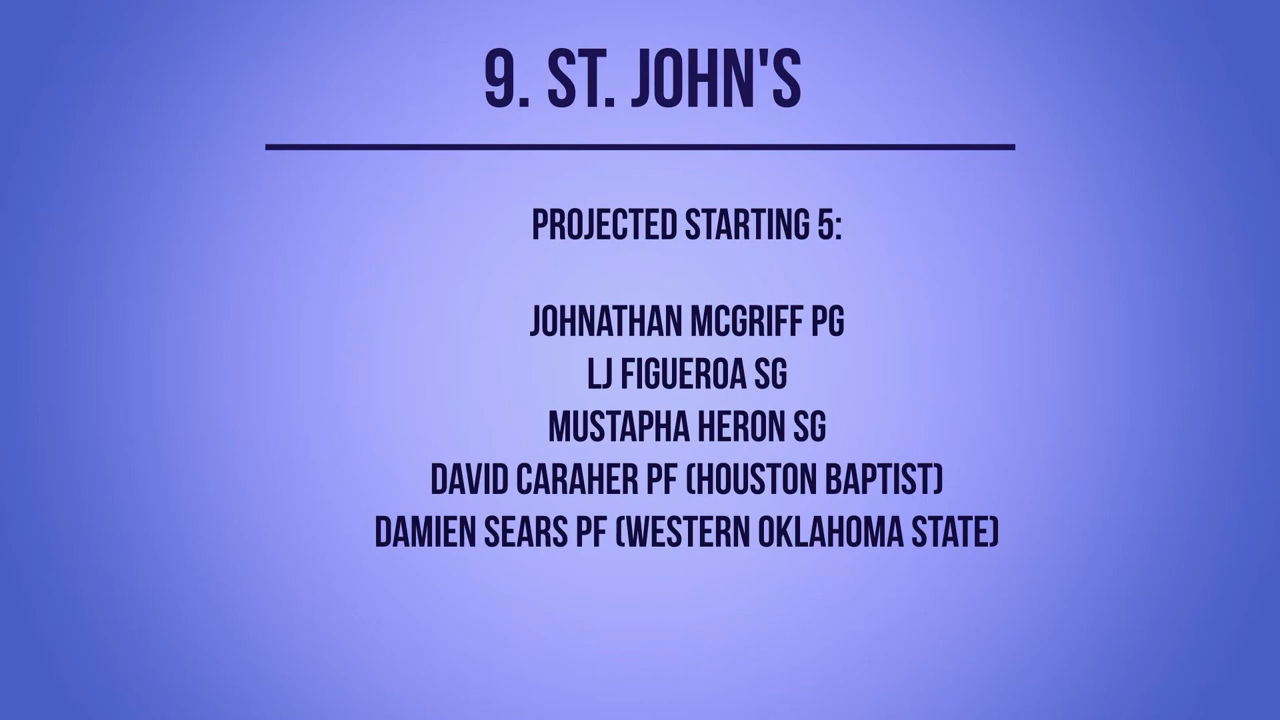 9. ST. JOHN'S
PROJECTED STARTING 5:
JOHNATHAN MCGRIFF PG
LJ FIGUEROA SG
MUSTAPHA HERON SG
DAVID CARAHER PF (HOUSTON BAPTIST)
DAMIEN SEARS PF (WESTERN OKLAHOMA STATE)